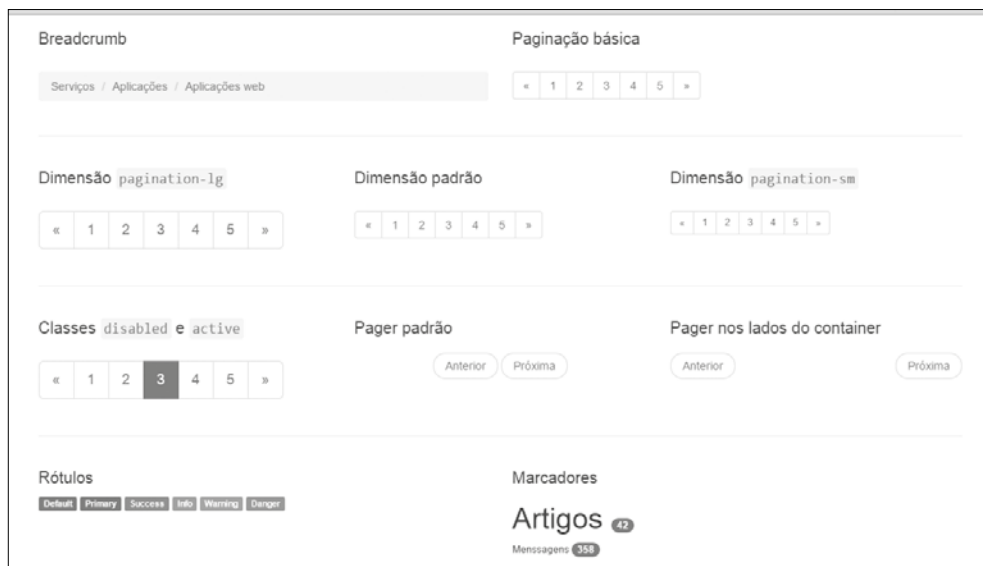 Breadcrumb
Serviços / Aplicações / Aplicações web
Paginação básica
« 1 2 3 4 5 »
Dimensão pagination-lg
« 1 2 3 4 5 »
Dimensão padrão
« 1 2 3 4 5 »
Dimensão pagination-sm
« 1 2 3 4 5 »
Classes disabled e active
« 1 2 3 4 5 »
Pager padrão
Anterior Próxima
Pager nos lados do container
Anterior Próxima
Rótulos
Default Primary Success Info Warning Danger
Marcadores
Artigos 42
Menssagens 358